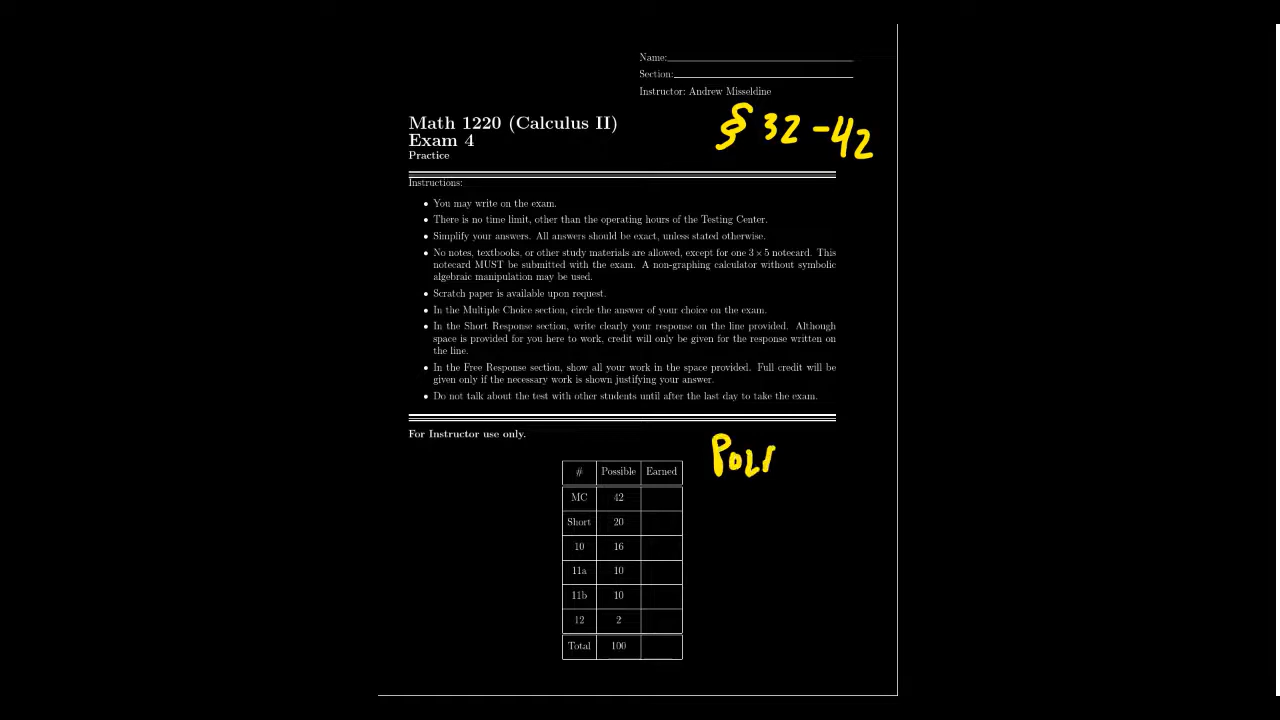 Name:
Section:
Instructor: Andrew Misseldine
Math 1220 (Calculus II)
Exam 4
Practice
§ 32-42
Instructions:
• You may write on the exam.
• There is no time limit, other than the operating hours of the Testing Center.
• Simplify your answers. All answers should be exact, unless stated otherwise.
• No notes, textbooks, or other study materials are allowed, except for one 3 × 5 notecard. This
notecard MUST be submitted with the exam. A non-graphing calculator without symbolic
algebraic manipulation may be used.
• Scratch paper is available upon request.
• In the Multiple Choice section, circle the answer of your choice on the exam.
• In the Short Response section, write clearly your response on the line provided. Although
space is provided for you here to work, credit will only be given for the response written on
the line.
• In the Free Response section, show all your work in the space provided. Full credit will be
given only if the necessary work is shown justifying your answer.
• Do not talk about the test with other students until after the last day to take the exam.
For Instructor use only.
# Possible Earned
MC 42
Short 20
10 16
11a 10
11b 10
12 2
Total 100